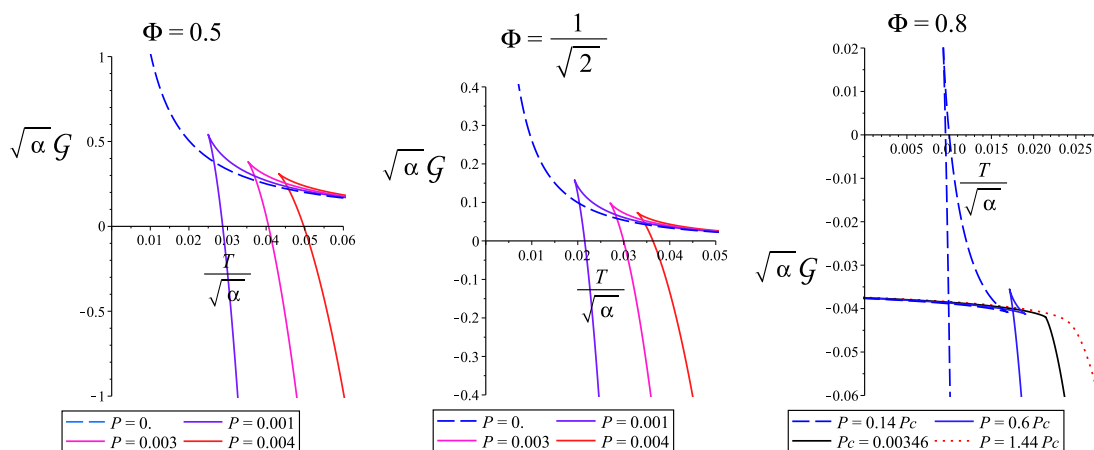 Φ = 0.5
1
0.5
0
-0.5
-1
0.01 0.02 0.03 0.04 0.05 0.06
√α G
T
√α
P = 0. P = 0.001
P = 0.003 P = 0.004
Φ = 1
√2
0.4
0.3
0.2
0.1
0
-0.1
-0.2
-0.3
-0.4
0.01 0.02 0.03 0.04 0.05
√α G
T
√α
P = 0. P = 0.001
P = 0.003 P = 0.004
Φ = 0.8
0.02
0.01
0
-0.01
-0.02
-0.03
-0.04
-0.05
-0.06
0.005 0.010 0.015 0.020 0.025
T
√α
√α G
P = 0.14 Pc P = 0.6 Pc
Pc = 0.00346 P = 1.44 Pc